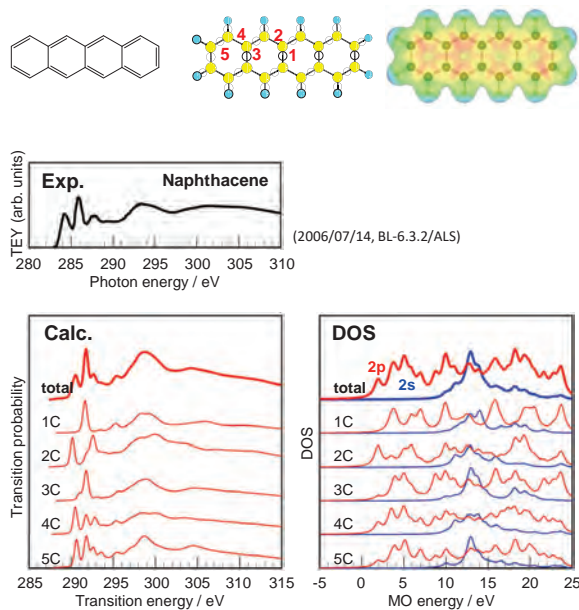 4 2
5 3 1
Exp. Naphthacene
TEY (arb. units)
280 285 290 295 300 305 310
Photon energy / eV
(2006/07/14, BL-6.3.2/ALS)
Calc.
Transition probability
total
1C
2C
3C
4C
5C
285 290 295 300 305 310 315
Transition energy / eV
DOS
DOS
2p
2s
total
1C
2C
3C
4C
5C
-5 0 5 10 15 20 25
MO energy / eV